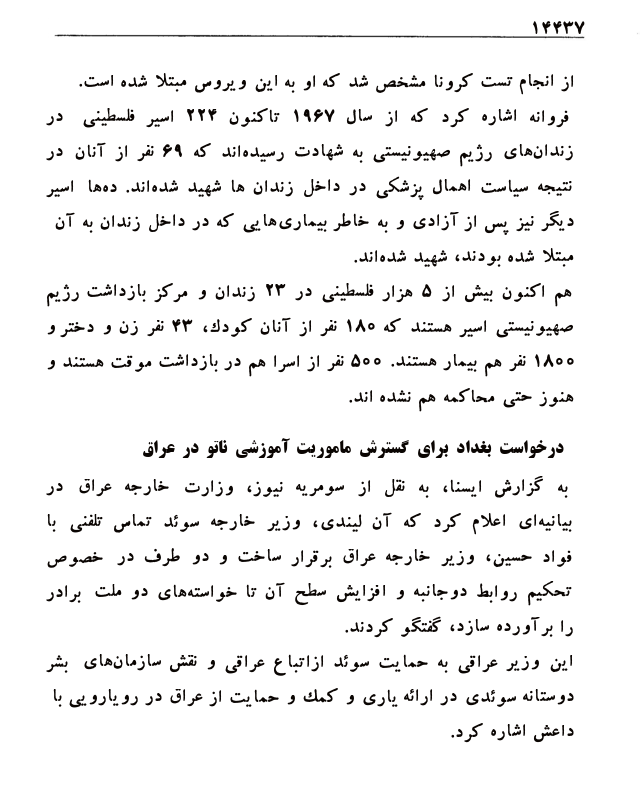 ۱۴۴۳۷
از انجام تست کرونا مشخص شد که او به این ویروس مبتلا شده است.
فروانه اشاره کرد که از سال ۱۹۶۷ تاکنون ۲۲۴ اسیر فلسطینی در
زندان‌های رژیم صهیونیستی به شهادت رسیده‌اند که ۶۹ نفر از آنان در
نتیجه سیاست اهمال پزشکی در داخل زندان ها شهید شده‌اند. ده‌ها اسیر
دیگر نیز پس از آزادی و به خاطر بیماری‌هایی که در داخل زندان به آن
مبتلا شده بودند، شهید شده‌اند.
هم اکنون بیش از ۵ هزار فلسطینی در ۲۳ زندان و مرکز بازداشت رژیم
صهیونیستی اسیر هستند که ۱۸۰ نفر از آنان کودك، ۴۳ نفر زن و دختر و
۱۸۰۰ نفر هم بیمار هستند. ۵۰۰ نفر از اسرا هم در بازداشت موقت هستند و
هنوز حتی محاکمه هم نشده اند.
درخواست بغداد برای گسترش ماموریت آموزشی ناتو در عراق
به گزارش ایسنا، به نقل از سومریه نیوز، وزارت خارجه عراق در
بیانیه‌ای اعلام کرد که آن لیندی، وزیر خارجه سوئد تماس تلفنی با
فواد حسین، وزیر خارجه عراق برقرار ساخت و دو طرف در خصوص
تحکیم روابط دوجانبه و افزایش سطح آن تا خواسته‌های دو ملت برادر
را برآورده سازد، گفتگو کردند.
این وزیر عراقی به حمایت سوئد ازاتباع عراقی و نقش سازمان‌های بشر
دوستانه سوئدی در ارائه یاری و کمك و حمایت از عراق در رویارویی با
داعش اشاره کرد.